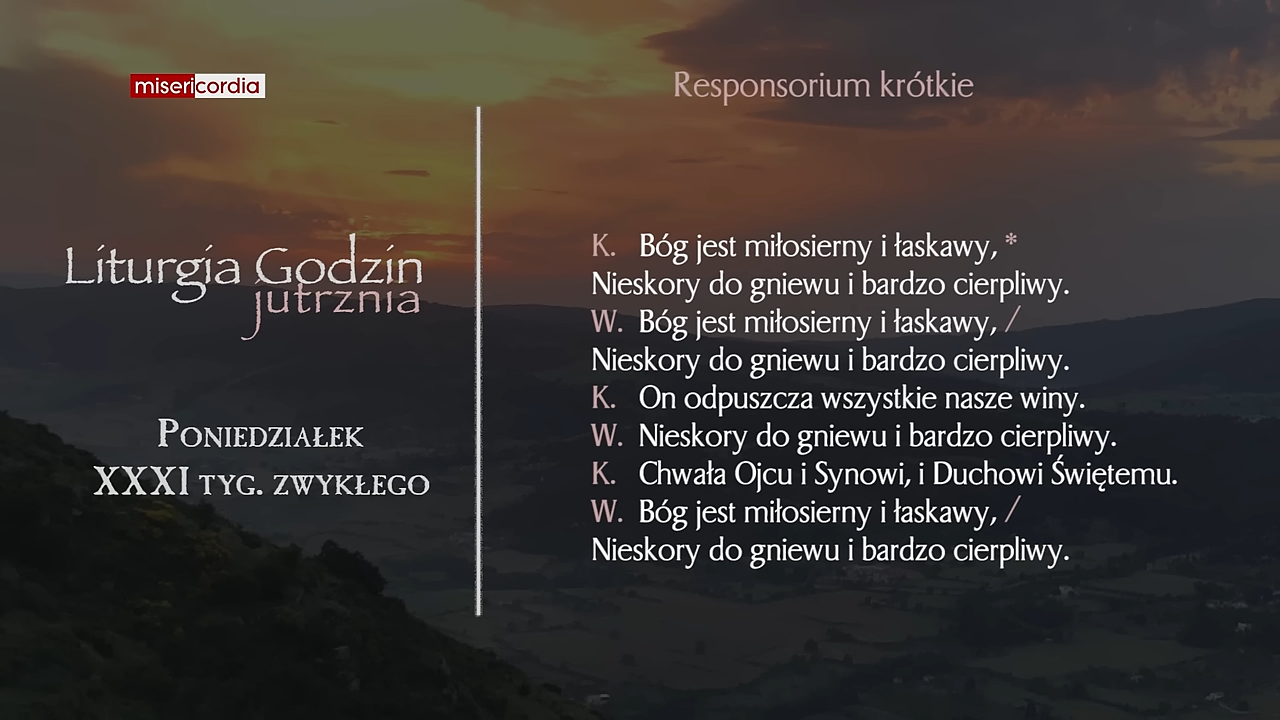 misericordia
Responsorium krótkie
Liturgia Godzin
jutrznia
Poniedziałek
XXXI tyg. zwykłego
K. Bóg jest miłosierny i łaskawy, *
Nieskory do gniewu i bardzo cierpliwy.
W. Bóg jest miłosierny i łaskawy, /
Nieskory do gniewu i bardzo cierpliwy.
K. On odpuszcza wszystkie nasze winy.
W. Nieskory do gniewu i bardzo cierpliwy.
K. Chwała Ojcu i Synowi, i Duchowi Świętemu.
W. Bóg jest miłosierny i łaskawy, /
Nieskory do gniewu i bardzo cierpliwy.